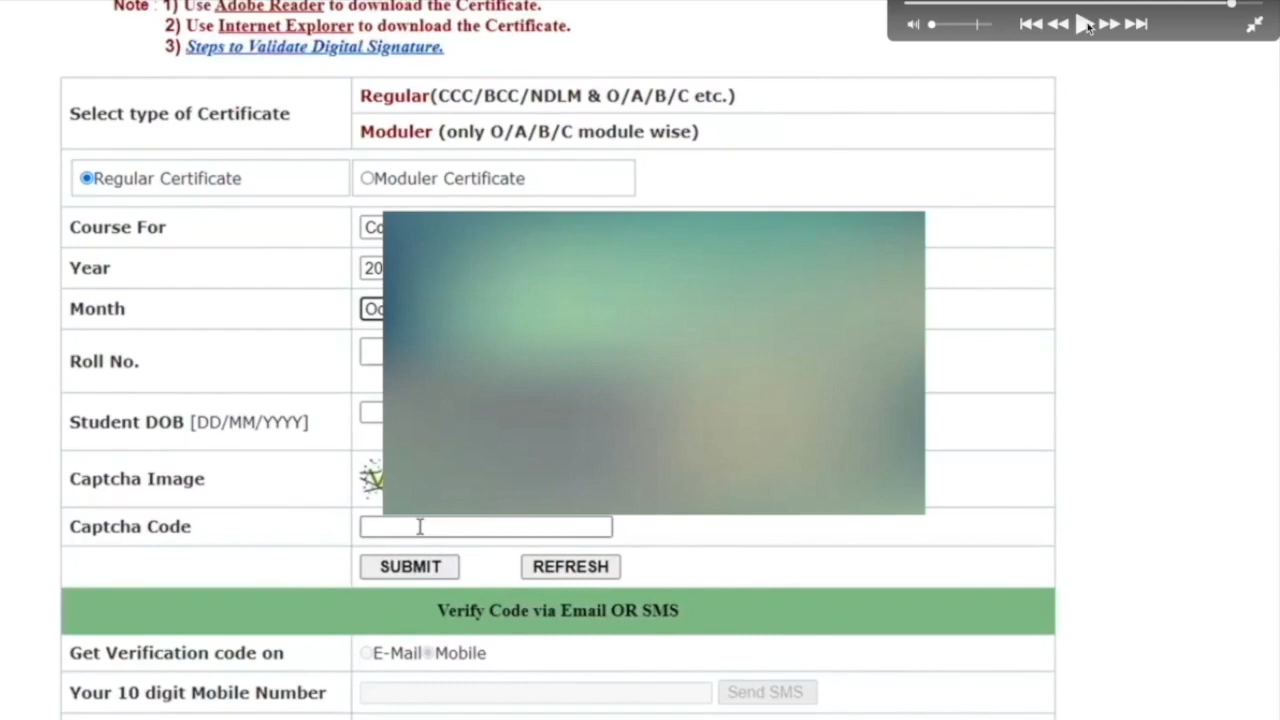 Note : 1) Use Adobe Reader to download the Certificate.
2) Use Internet Explorer to download the Certificate.
3) Steps to Validate Digital Signature.
Select type of Certificate
Regular(CCC/BCC/NDLM & O/A/B/C etc.)
Moduler (only O/A/B/C module wise)
Regular Certificate
Moduler Certificate
Course For
Year
20
Month
Roll No.
Student DOB [DD/MM/YYYY]
Captcha Image
Captcha Code
SUBMIT REFRESH
Verify Code via Email OR SMS
Get Verification code on
E-Mail Mobile
Your 10 digit Mobile Number
Send SMS